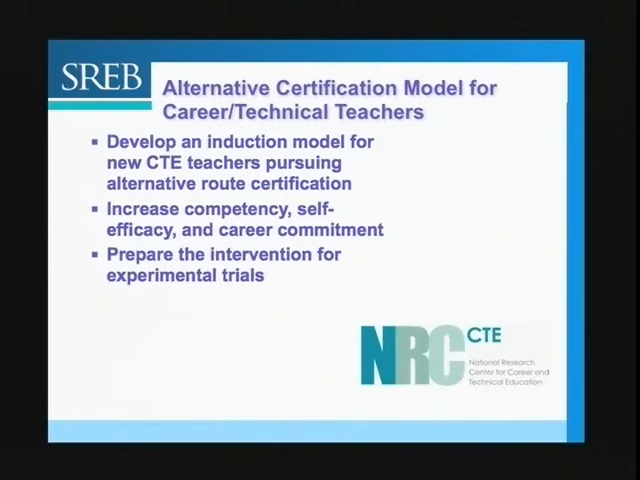 SREB
Alternative Certification Model for
Career/Technical Teachers
▪ Develop an induction model for
new CTE teachers pursuing
alternative route certification
▪ Increase competency, self-
efficacy, and career commitment
▪ Prepare the intervention for
experimental trials
NRC CTE
National Research
Center for Career and
Technical Education